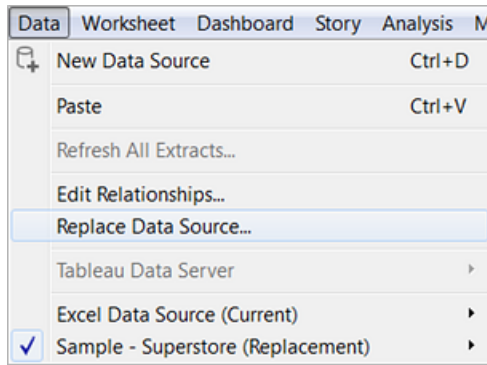 Data Worksheet Dashboard Story Analysis
New Data Source Ctrl+D
Paste Ctrl+V
Refresh All Extracts...
Edit Relationships...
Replace Data Source...
Tableau Data Server
Excel Data Source (Current)
Sample - Superstore (Replacement)